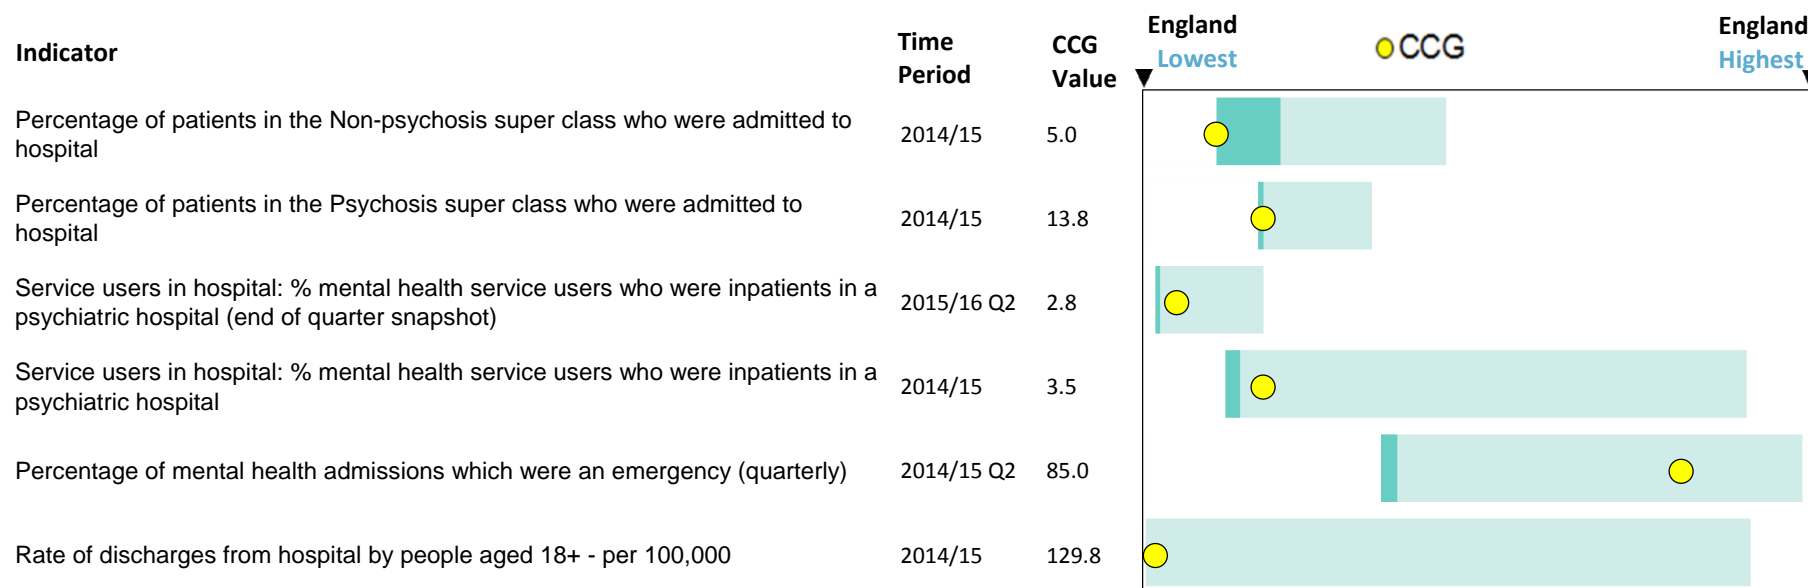 Indicator
Time Period
CCG Value
England Lowest
CCG
England Highest
Percentage of patients in the Non-psychosis super class who were admitted to
hospital
2014/15
5.0
Percentage of patients in the Psychosis super class who were admitted to
hospital
2014/15
13.8
Service users in hospital: % mental health service users who were inpatients in a
psychiatric hospital (end of quarter snapshot)
2015/16 Q2
2.8
Service users in hospital: % mental health service users who were inpatients in a
psychiatric hospital
2014/15
3.5
Percentage of mental health admissions which were an emergency (quarterly)
2014/15 Q2
85.0
Rate of discharges from hospital by people aged 18+ - per 100,000
2014/15
129.8